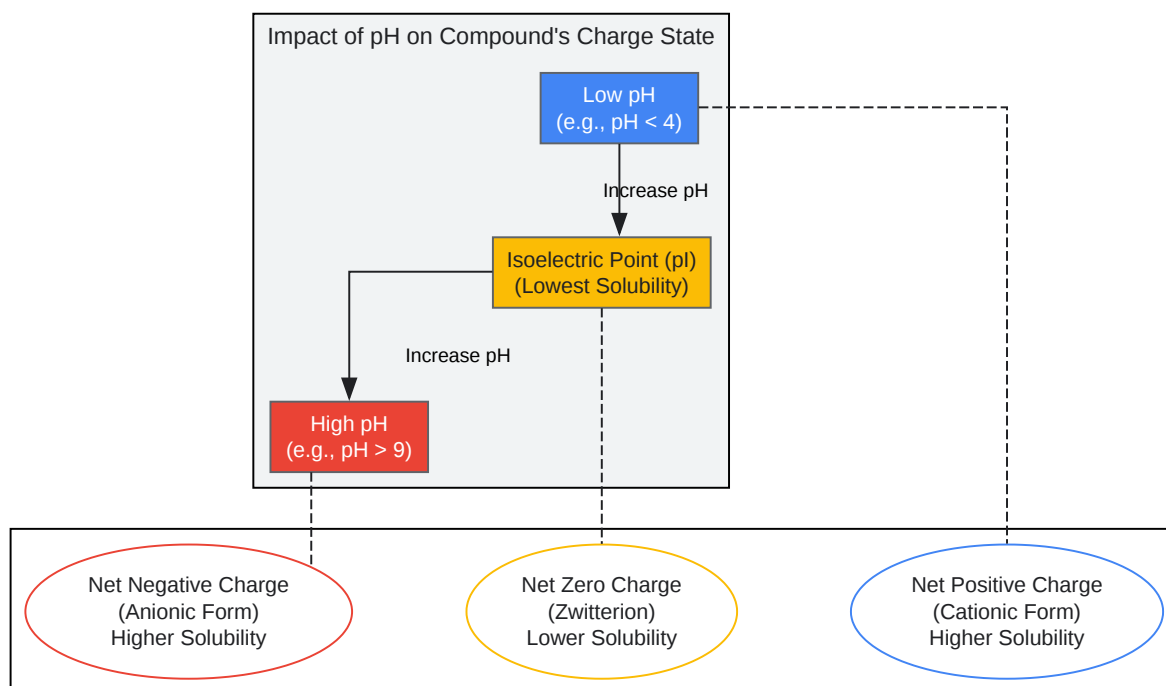 Impact of pH on Compound's Charge State
Low pH
(e.g., pH < 4)
Increase pH
Isoelectric Point (pI)
(Lowest Solubility)
Increase pH
High pH
(e.g., pH > 9)
Net Negative Charge
(Anionic Form)
Higher Solubility
Net Zero Charge
(Zwitterion)
Lower Solubility
Net Positive Charge
(Cationic Form)
Higher Solubility